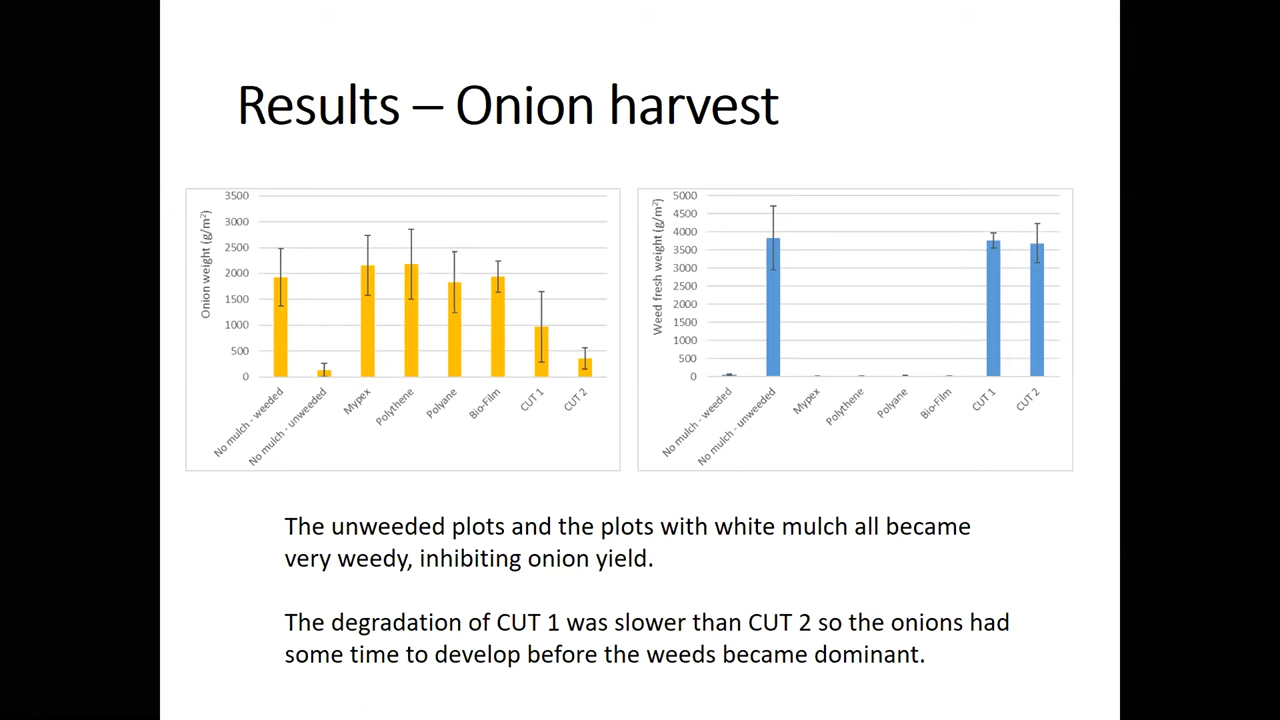 Results – Onion harvest
3500
3000
2500
2000
1500
1000
500
0
Onion weight (g/m²)
No mulch - weeded
No mulch - unweeded
Mypex
Polythene
Polyane
Bio-Film
CUT 1
CUT 2
5000
4500
4000
3500
3000
2500
2000
1500
1000
500
0
Weed fresh weight (g/m²)
No mulch - weeded
No mulch - unweeded
Mypex
Polythene
Polyane
Bio-Film
CUT 1
CUT 2
The unweeded plots and the plots with white mulch all became
very weedy, inhibiting onion yield.
The degradation of CUT 1 was slower than CUT 2 so the onions had
some time to develop before the weeds became dominant.